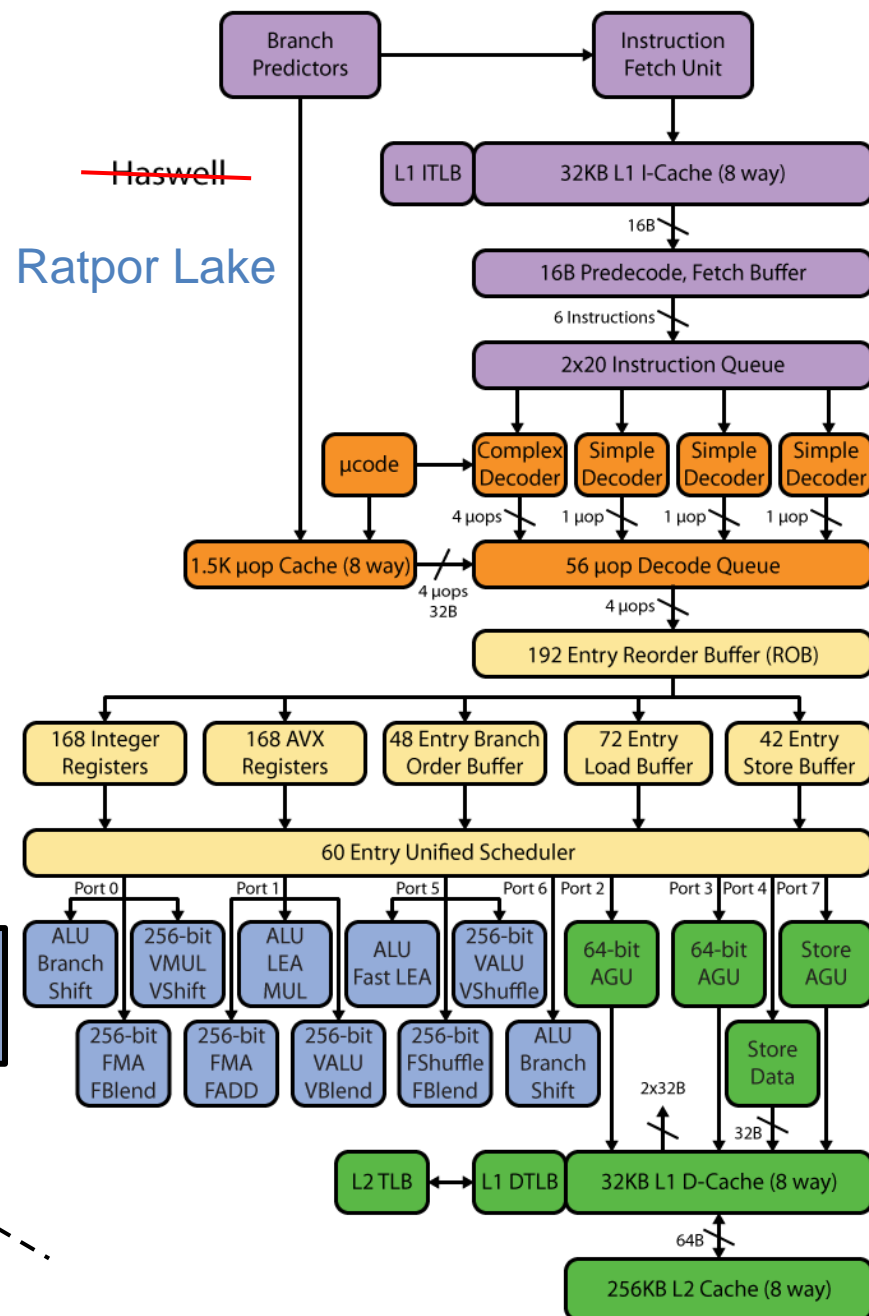 Branch
Predictors
Instruction
Fetch Unit
Haswell
L1 ITLB
32KB L1 I-Cache (8 way)
16B
Ratpor Lake
16B Predecode, Fetch Buffer
6 Instructions
2x20 Instruction Queue
µcode
Complex
Decoder
Simple
Decoder
Simple
Decoder
Simple
Decoder
4 µops
1 µop
1 µop
1 µop
1.5K µop Cache (8 way)
4 µops
32B
56 µop Decode Queue
4 µops
192 Entry Reorder Buffer (ROB)
168 Integer
Registers
168 AVX
Registers
48 Entry Branch
Order Buffer
72 Entry
Load Buffer
42 Entry
Store Buffer
60 Entry Unified Scheduler
Port 0
Port 1
Port 5
Port 6
Port 2
Port 3
Port 4
Port 7
ALU
Branch
Shift
256-bit
VMUL
VShift
ALU
LEA
MUL
ALU
Fast LEA
256-bit
VALU
VShuffle
64-bit
AGU
64-bit
AGU
Store
AGU
256-bit
FMA
FBlend
256-bit
FMA
FADD
256-bit
VALU
VBlend
256-bit
FShuffle
FBlend
ALU
Branch
Shift
Store
Data
2x32B
32B
L2 TLB
L1 DTLB
32KB L1 D-Cache (8 way)
64B
256KB L2 Cache (8 way)